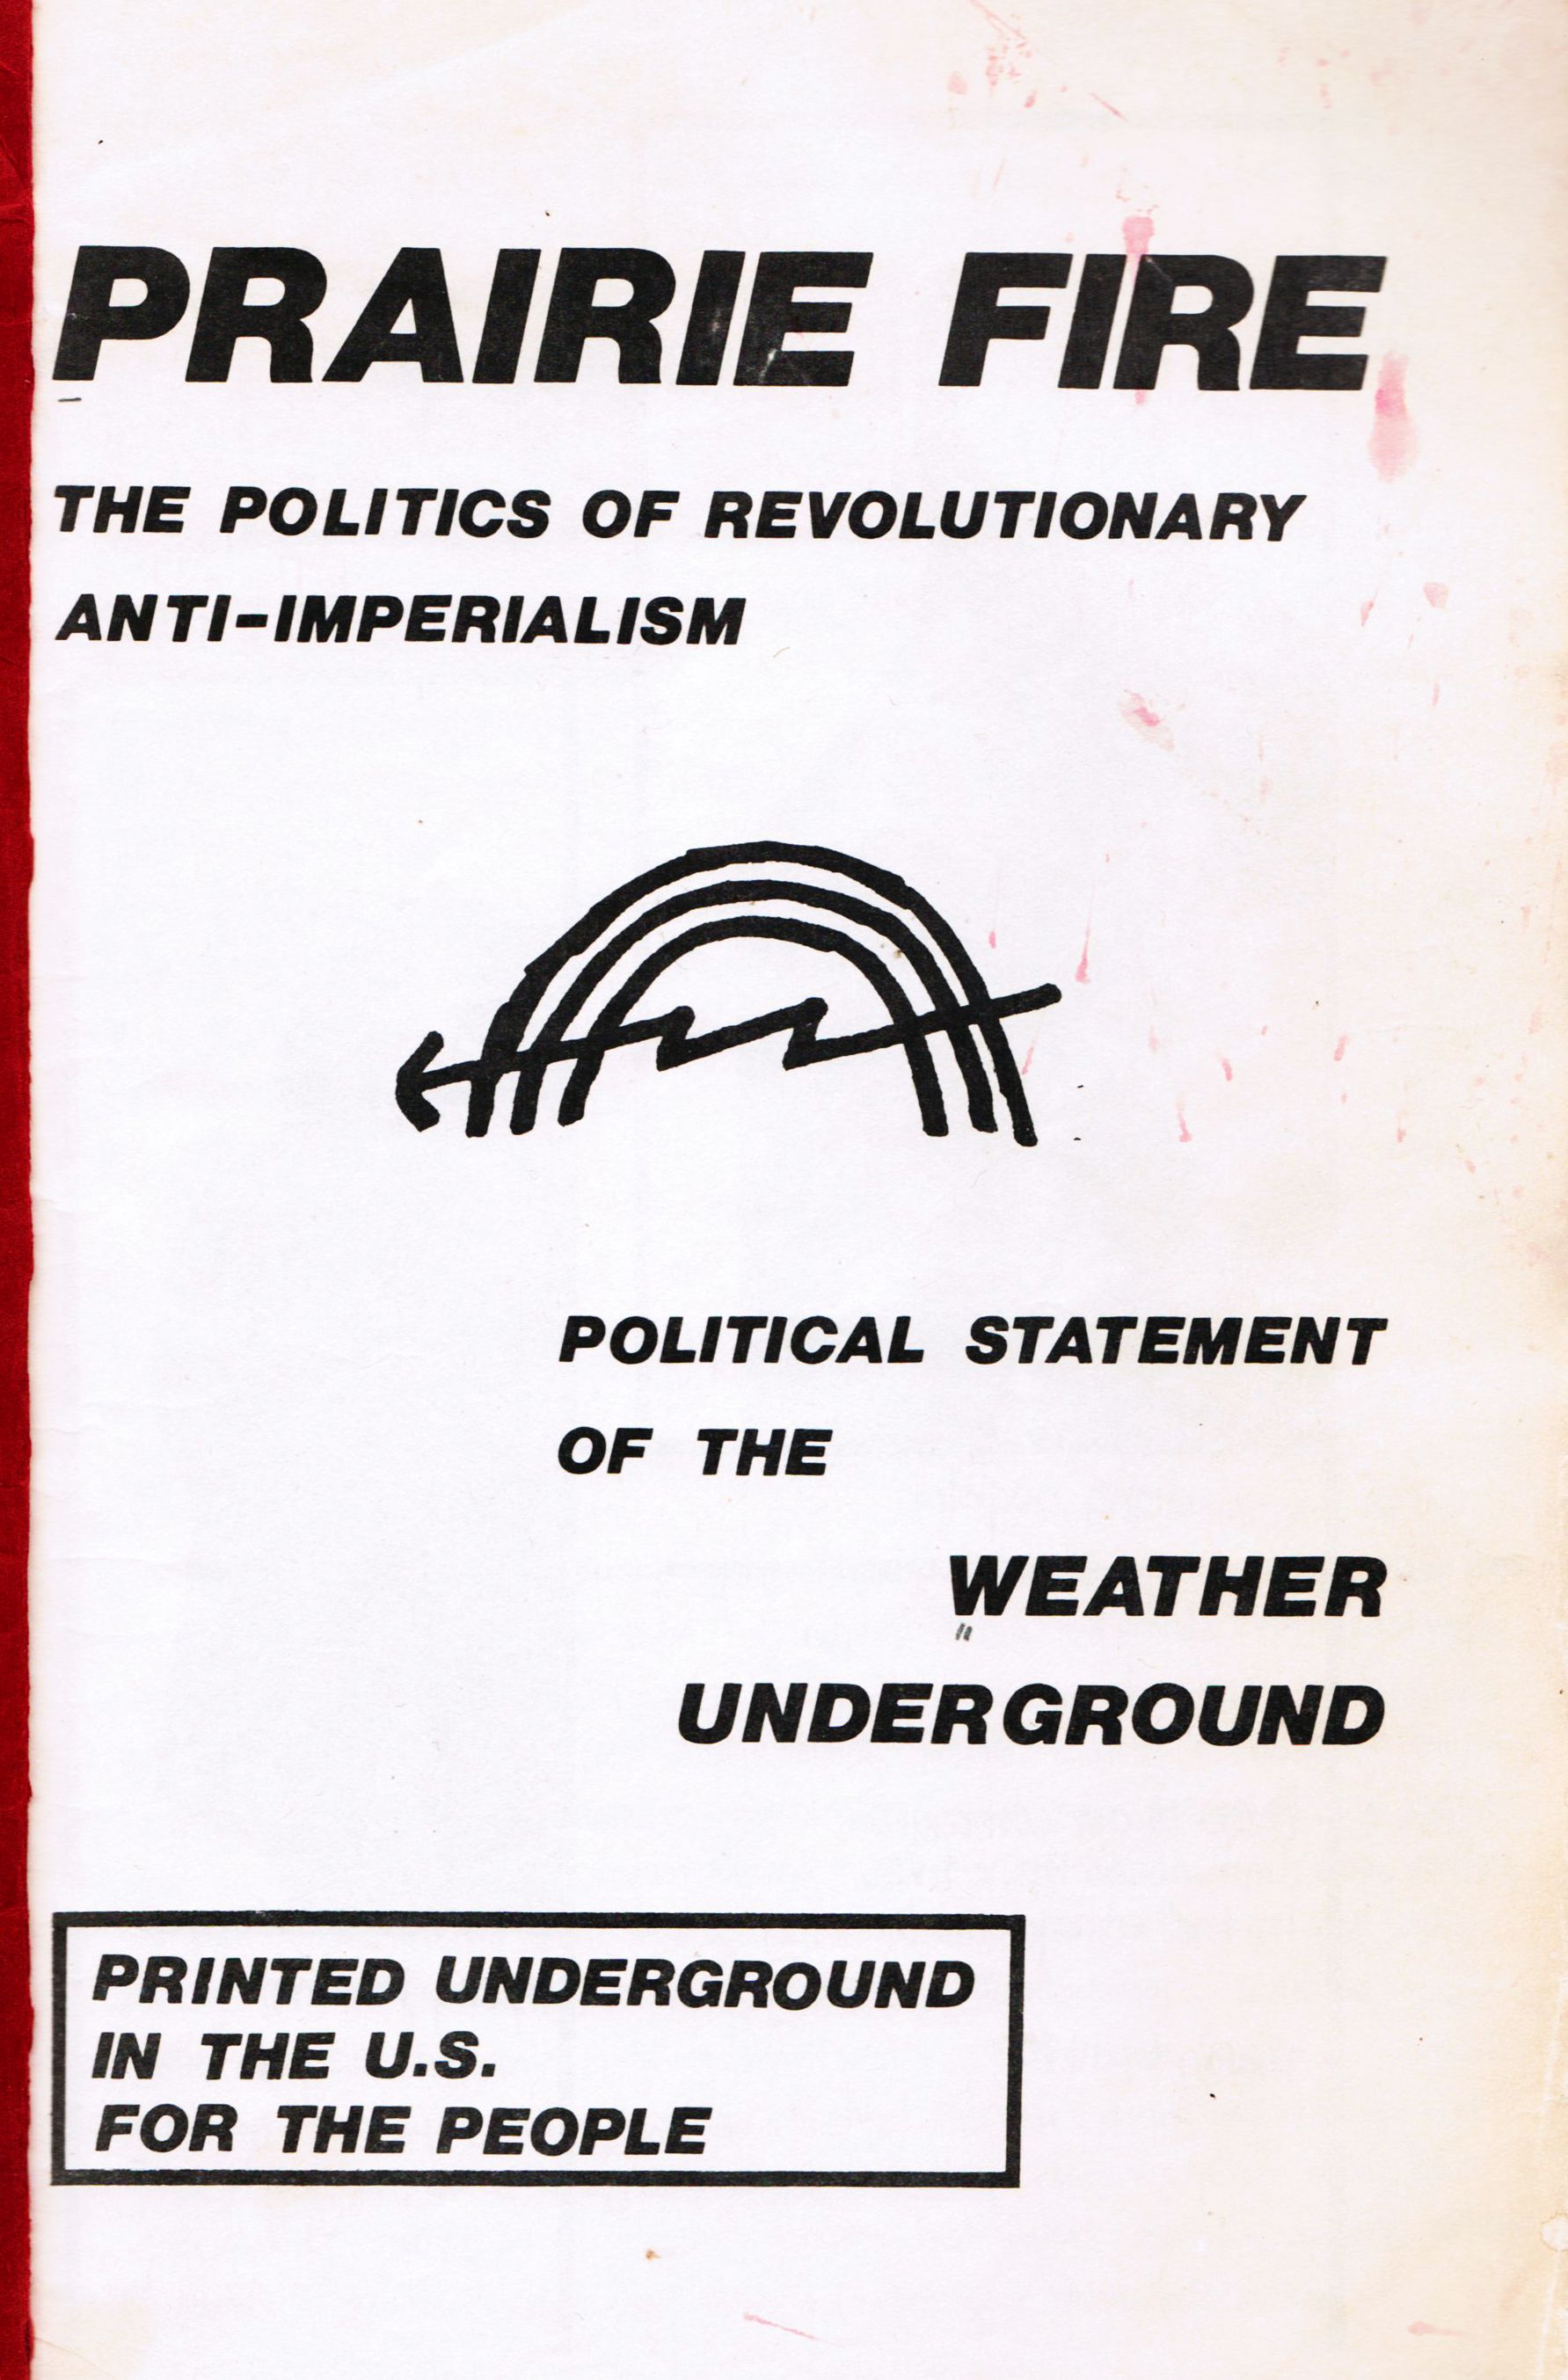 PRAIRIE FIRE
THE POLITICS OF REVOLUTIONARY
ANTI-IMPERIALISM
POLITICAL STATEMENT
OF THE
WEATHER
UNDERGROUND
PRINTED UNDERGROUND
IN THE U.S.
FOR THE PEOPLE